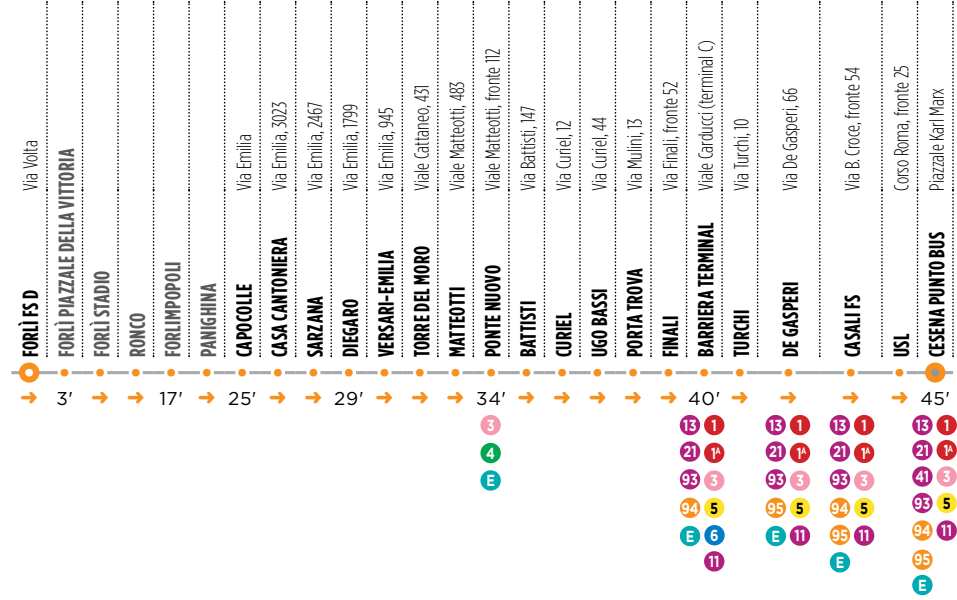 FORLÌ FS D Via Volta
FORLÌ PIAZZALE DELLA VITTORIA
FORLÌ STADIO
RONCO
FORLIMPOPOLI
PANIGHINA
CAPOCOLLE Via Emilia
CASA CANTONIERA Via Emilia, 3023
SARZANA Via Emilia, 2467
DIEGARO Via Emilia, 1799
VERSARI-EMILIA Via Emilia, 945
TORRE DEL MORO Viale Cattaneo, 431
MATTEOTTI Viale Matteotti, 483
PONTE NUOVO Viale Matteotti, fronte 112
BATTISTI Via Battisti, 147
CURIEL Via Curiel, 12
UGO BASSI Via Curiel, 44
PORTA TROVA Via Mulini, 13
FINALI Via Finali, fronte 52
BARRIERA TERMINAL Viale Carducci (terminal C)
TURCHI Via Turchi, 10
DE GASPERI Via De Gasperi, 66
CASALI FS Via B. Croce, fronte 54
USL Corso Roma, fronte 25
CESENA PUNTO BUS Piazzale Karl Marx
➜ 3' ➜ ➜ 17' ➜ 25' ➜ ➜ 29' ➜ ➜ ➜ 34' ➜ ➜ ➜ ➜ ➜ 40' ➜ ➜ ➜ ➜ 45'
3 13 1 13 1 13 1 13 1
4 21 1A 21 1A 21 1A 21 1A
E 93 3 93 3 93 3 41 3
94 5 95 5 94 5 93 5
E 6 E 11 95 11 94 11
11 E 95
E